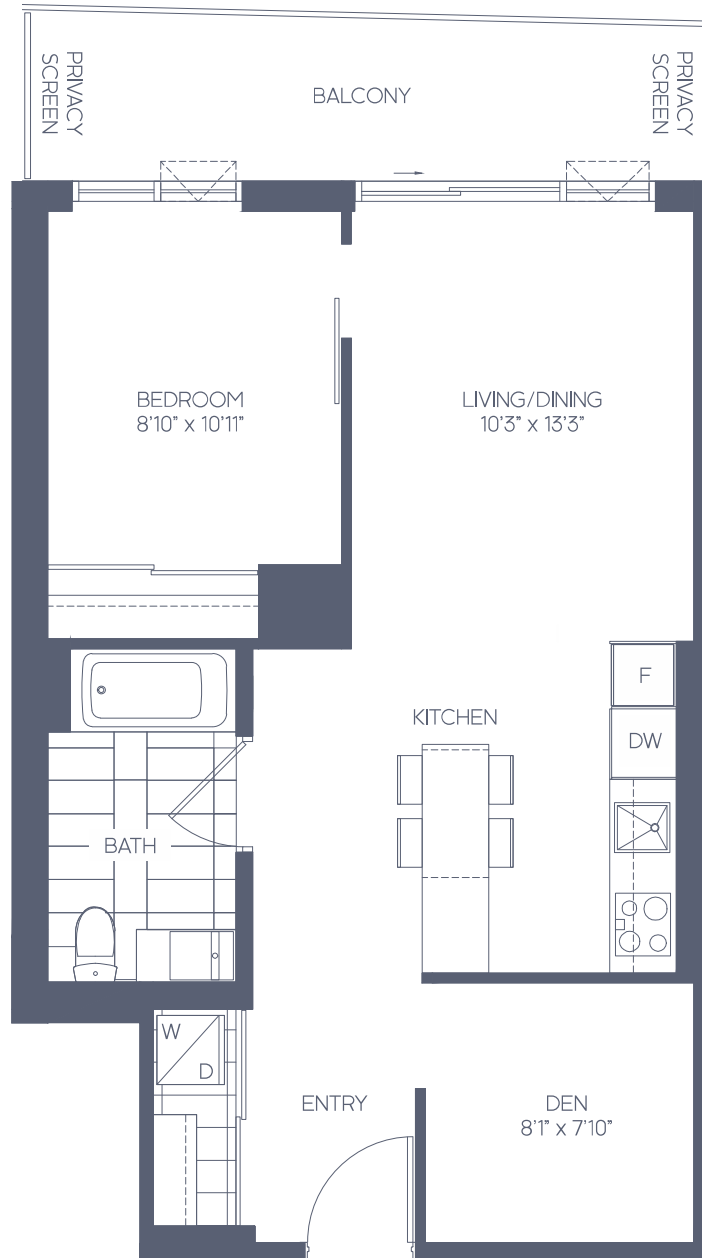 PRIVACY
SCREEN
BALCONY
PRIVACY
SCREEN
BEDROOM
8'10" x 10'11"
LIVING/DINING
10'3" x 13'3"
F
KITCHEN
DW
BATH
W
D
ENTRY
DEN
8'1" x 7'10"